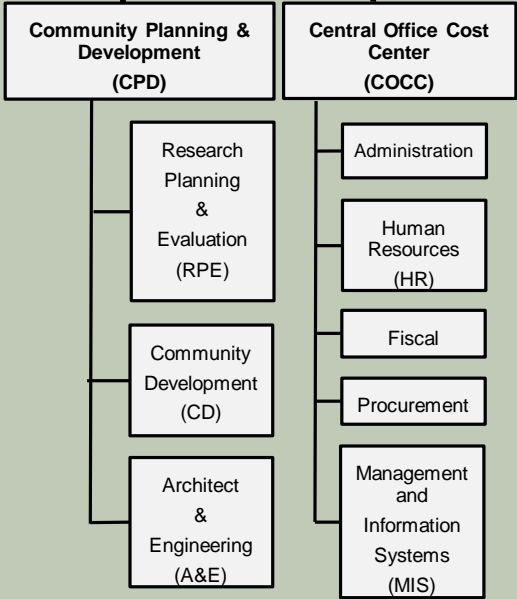 Community Planning &
Development
(CPD)
Research
Planning
&
Evaluation
(RPE)
Community
Development
(CD)
Architect
&
Engineering
(A&E)
Central Office Cost
Center
(COCC)
Administration
Human
Resources
(HR)
Fiscal
Procurement
Management
and
Information
Systems
(MIS)